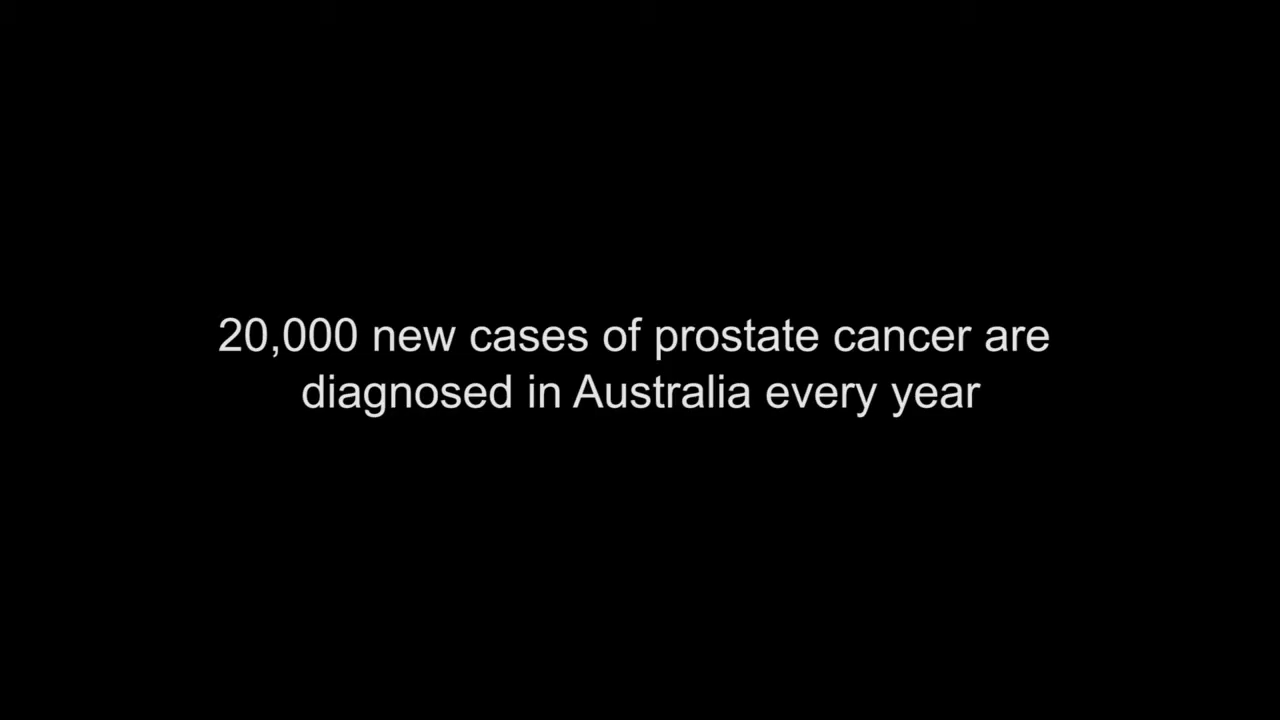 20,000 new cases of prostate cancer are
diagnosed in Australia every year